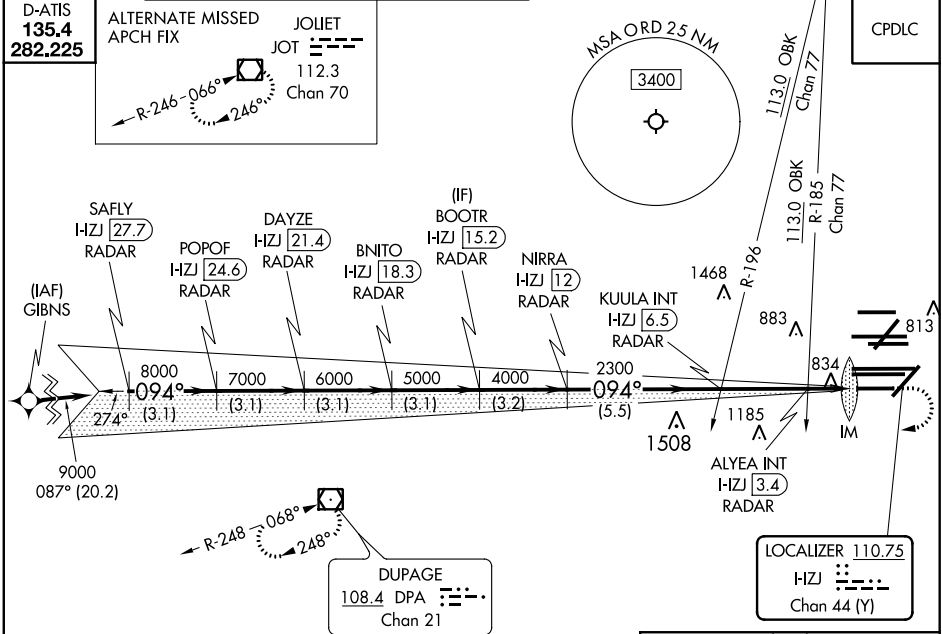 D-ATIS
135.4
282.225
ALTERNATE MISSED
APCH FIX
JOLIET
JOT
112.3
Chan 70
R-246
066°
246°
MSA ORD 25 NM
3400
CPDLC
113.0 OBK
Chan 77
R-196
113.0 OBK
R-185
Chan 77
SAFLY
I-IZJ 27.7
RADAR
POPOF
I-IZJ 24.6
RADAR
DAYZE
I-IZJ 21.4
RADAR
BNITO
I-IZJ 18.3
RADAR
(IF)
BOOTR
I-IZJ 15.2
RADAR
NIRRA
I-IZJ 12
RADAR
KUULA INT
I-IZJ 6.5
RADAR
(IAF)
GIBNS
1468
883
813
834
8000
094°
(3.1)
7000
(3.1)
6000
(3.1)
5000
(3.1)
4000
(3.2)
2300
094°
(5.5)
274°
9000
087° (20.2)
1508
1185
IM
ALYEA INT
I-IZJ 3.4
RADAR
R-248
068°
248°
DUPAGE
108.4 DPA
Chan 21
LOCALIZER 110.75
I-IZJ
Chan 44 (Y)